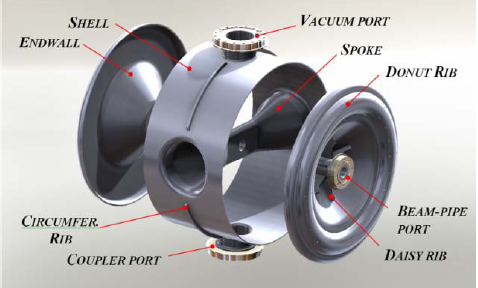 SHELL
ENDWALL
VACUUM PORT
SPOKE
DONUT RIB
CIRCUMFER.
RIB
COUPLER PORT
BEAM-PIPE
PORT
DAISY RIB